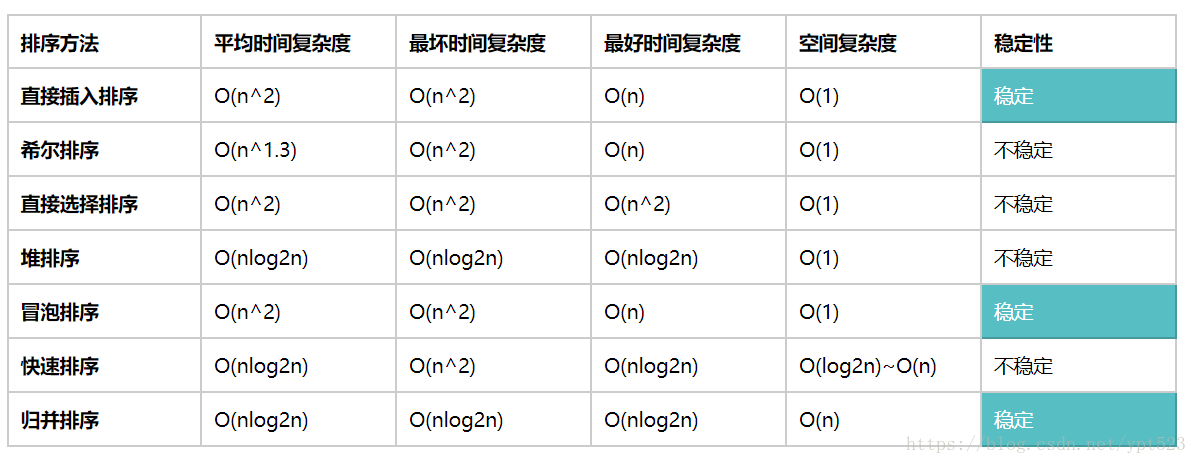 排序方法 平均时间复杂度 最坏时间复杂度 最好时间复杂度 空间复杂度 稳定性
直接插入排序 O(n^2) O(n^2) O(n) O(1) 稳定
希尔排序 O(n^1.3) O(n^2) O(n) O(1) 不稳定
直接选择排序 O(n^2) O(n^2) O(n^2) O(1) 不稳定
堆排序 O(nlog2n) O(nlog2n) O(nlog2n) O(1) 不稳定
冒泡排序 O(n^2) O(n^2) O(n) O(1) 稳定
快速排序 O(nlog2n) O(n^2) O(nlog2n) O(log2n)~O(n) 不稳定
归并排序 O(nlog2n) O(nlog2n) O(nlog2n) O(n) 稳定
https://blog.csdn.net/ypt523